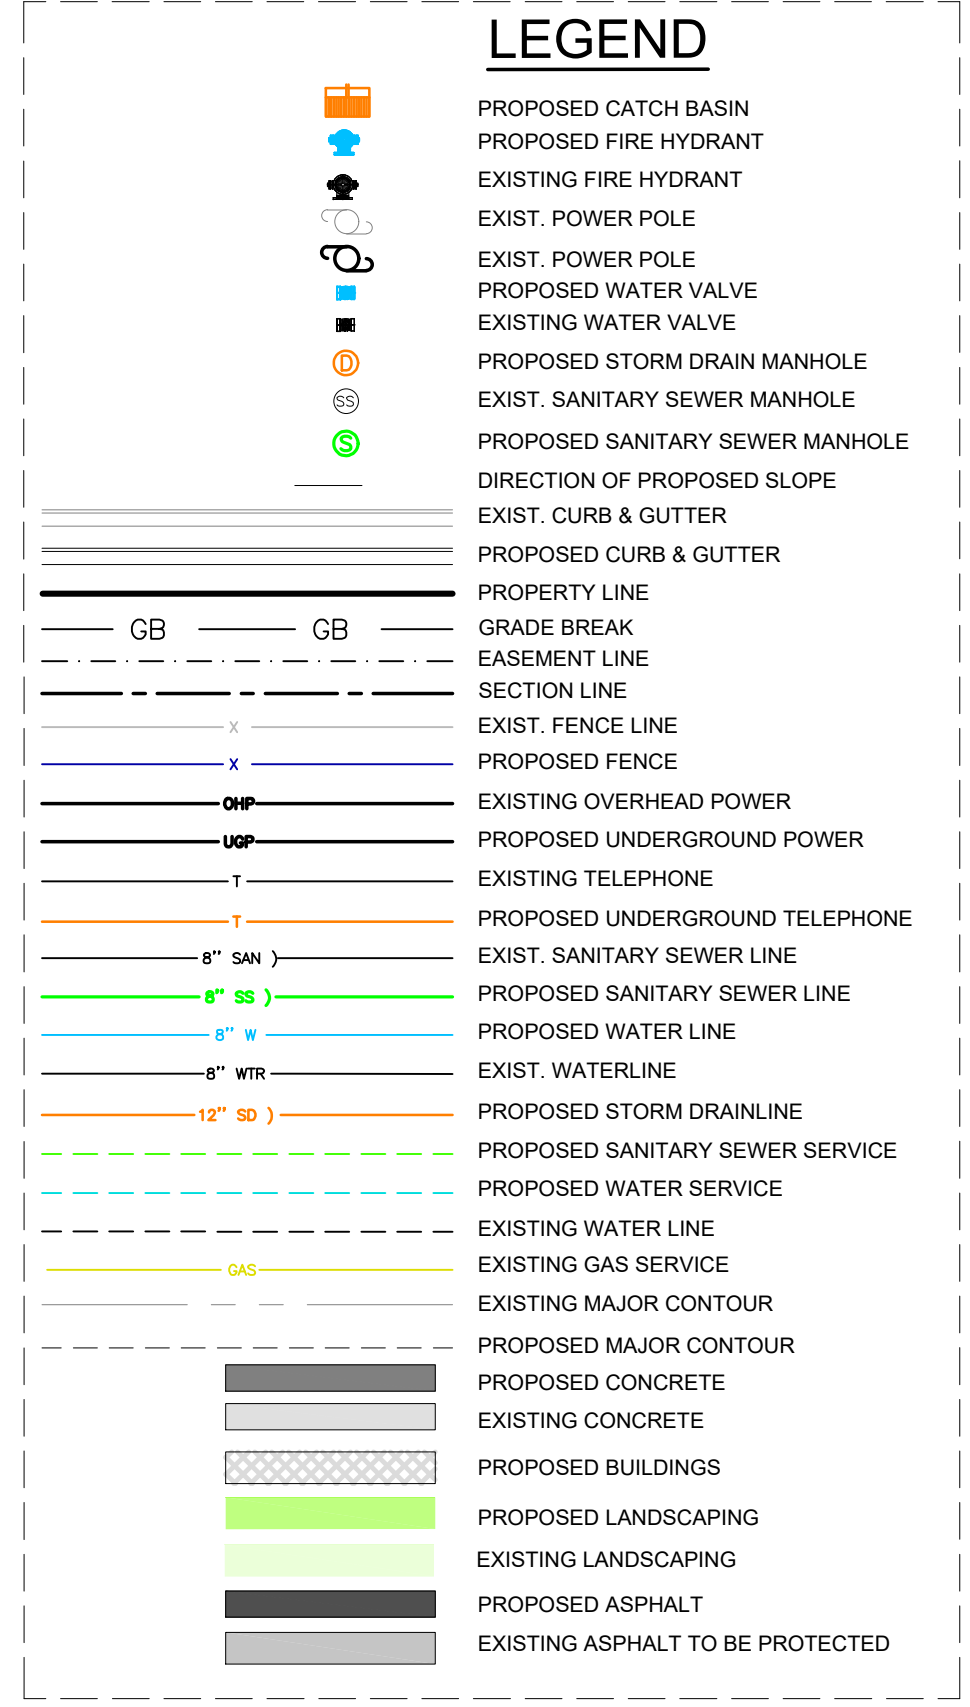 LEGEND
PROPOSED CATCH BASIN
PROPOSED FIRE HYDRANT
EXISTING FIRE HYDRANT
EXIST. POWER POLE
EXIST. POWER POLE
PROPOSED WATER VALVE
EXISTING WATER VALVE
D PROPOSED STORM DRAIN MANHOLE
SS EXIST. SANITARY SEWER MANHOLE
S PROPOSED SANITARY SEWER MANHOLE
DIRECTION OF PROPOSED SLOPE
EXIST. CURB & GUTTER
PROPOSED CURB & GUTTER
PROPERTY LINE
GB GB GRADE BREAK
EASEMENT LINE
SECTION LINE
X EXIST. FENCE LINE
X PROPOSED FENCE
OHP EXISTING OVERHEAD POWER
UGP PROPOSED UNDERGROUND POWER
T EXISTING TELEPHONE
T PROPOSED UNDERGROUND TELEPHONE
8" SAN ) EXIST. SANITARY SEWER LINE
8" SS ) PROPOSED SANITARY SEWER LINE
8" W PROPOSED WATER LINE
8" WTR EXIST. WATERLINE
12" SD ) PROPOSED STORM DRAINLINE
PROPOSED SANITARY SEWER SERVICE
PROPOSED WATER SERVICE
EXISTING WATER LINE
GAS EXISTING GAS SERVICE
EXISTING MAJOR CONTOUR
PROPOSED MAJOR CONTOUR
PROPOSED CONCRETE
EXISTING CONCRETE
PROPOSED BUILDINGS
PROPOSED LANDSCAPING
EXISTING LANDSCAPING
PROPOSED ASPHALT
EXISTING ASPHALT TO BE PROTECTED